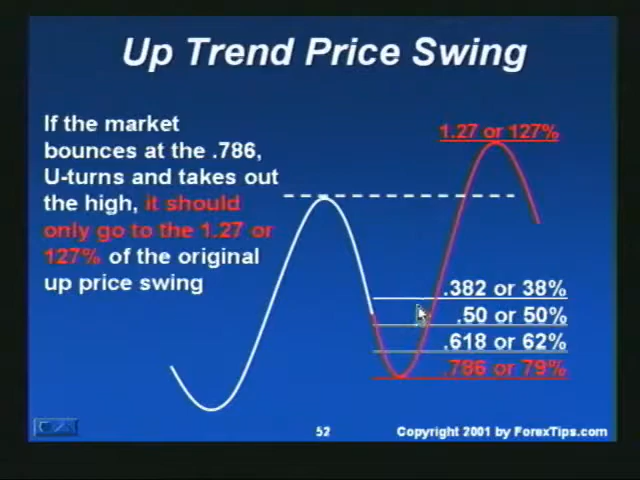 Up Trend Price Swing
If the market
bounces at the .786,
U-turns and takes out
the high, it should
only go to the 1.27 or
127% of the original
up price swing
1.27 or 127%
.382 or 38%
.50 or 50%
.618 or 62%
.786 or 79%
52
Copyright 2001 by ForexTips.com